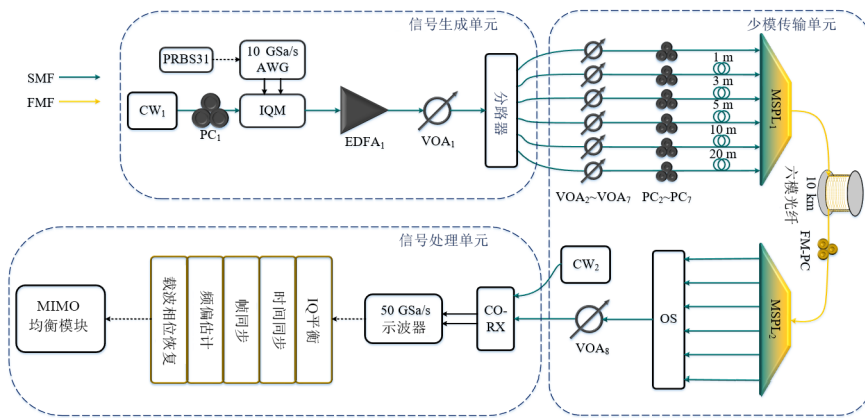 信号生成单元
少模传输单元
PRBS31
10 GSa/s
AWG
SMF
FMF
CW1
PC1
IQM
EDFA1
VOA1
分路器
1 m
3 m
5 m
10 m
20 m
VOA2~VOA7
PC2~PC7
MSPL1
10 km
六模光纤
FM-PC
信号处理单元
MIMO
均衡模块
载波相位恢复
频偏估计
帧同步
时间同步
IQ平衡
50 GSa/s
示波器
CO-
RX
CW2
VOA8
OS
MSPL2